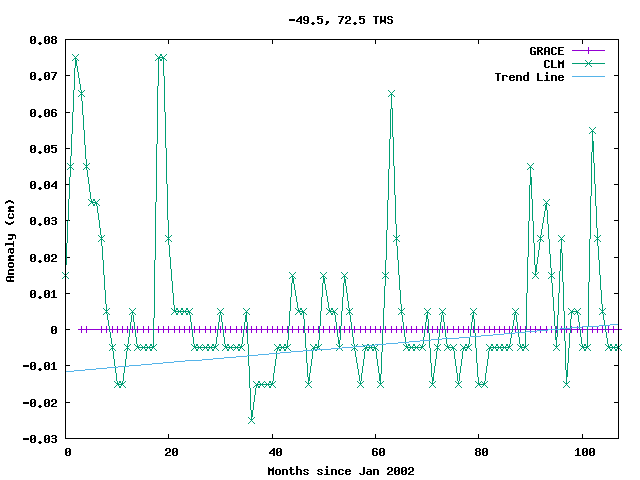 -49.5, 72.5 TWS
GRACE
CLM
Trend Line
0.08
0.07
0.06
0.05
0.04
0.03
0.02
0.01
0
-0.01
-0.02
-0.03
Anomaly (cm)
0 20 40 60 80 100
Months since Jan 2002